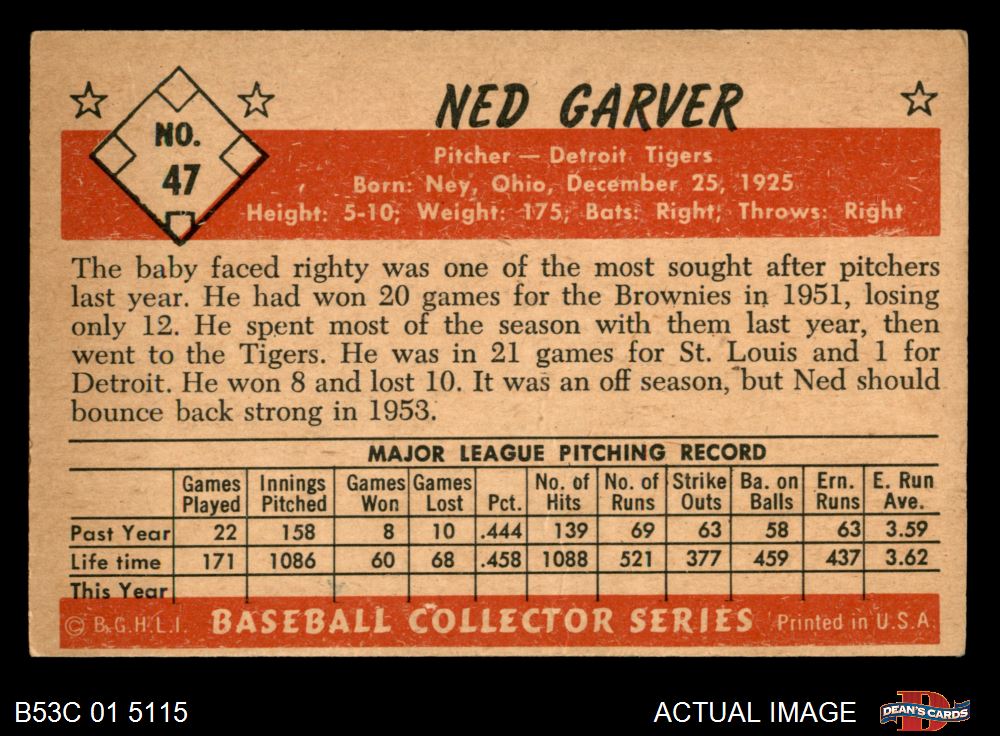 NED GARVER
NO.
47
Pitcher — Detroit Tigers
Born: Ney, Ohio, December 25, 1925
Height: 5-10; Weight: 175; Bats: Right; Throws: Right
The baby faced righty was one of the most sought after pitchers
last year. He had won 20 games for the Brownies in 1951, losing
only 12. He spent most of the season with them last year, then
went to the Tigers. He was in 21 games for St. Louis and 1 for
Detroit. He won 8 and lost 10. It was an off season, but Ned should
bounce back strong in 1953.
MAJOR LEAGUE PITCHING RECORD
Games Played Innings Pitched Games Won Games Lost Pct. No. of Hits No. of Runs Strike Outs Ba. on Balls Ern. Runs E. Run Ave.
Past Year 22 158 8 10 .444 139 69 63 58 63 3.59
Life time 171 1086 60 68 .458 1088 521 377 459 437 3.62
This Year
© B.G.H.L.I. BASEBALL COLLECTOR SERIES Printed in U.S.A.
B53C 01 5115 ACTUAL IMAGE D DEAN'S CARDS